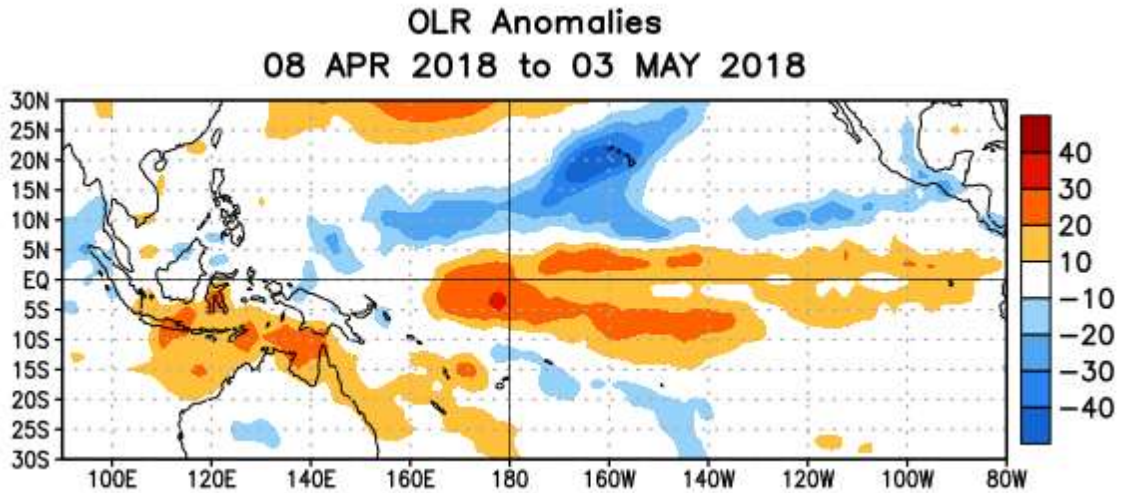 OLR Anomalies
08 APR 2018 to 03 MAY 2018
30N
25N
20N
15N
10N
5N
EQ
5S
10S
15S
20S
25S
30S
100E 120E 140E 160E 180 160W 140W 120W 100W 80W
40
30
20
10
−10
−20
−30
−40